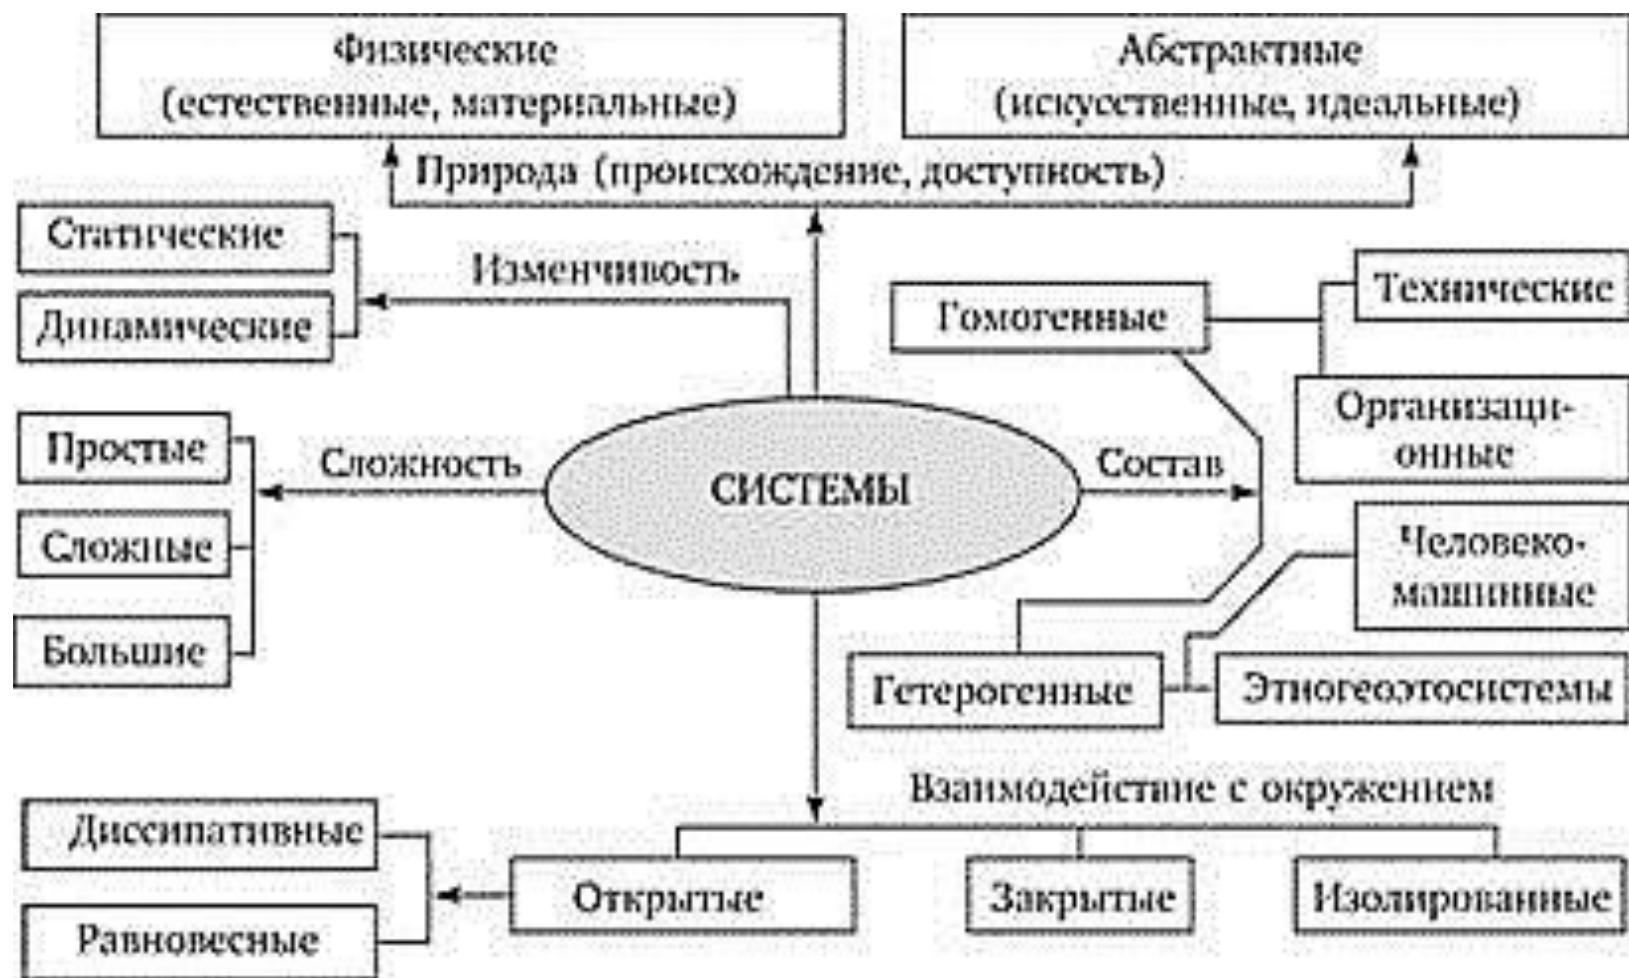 Физические
(естественные, материальные)
Абстрактные
(искусственные, идеальные)
Природа (происхождение, доступность)
Статические
Динамические
Изменчивость
Гомогенные
Технические
Организаци-
онные
Простые
Сложные
Большие
Сложность
СИСТЕМЫ
Состав
Человеко-
машинные
Гетерогенные
Этногеоэтосистемы
Взаимодействие с окружением
Диссипативные
Равновесные
Открытые
Закрытые
Изолированные